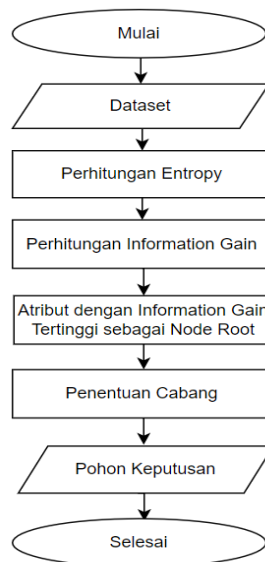 Mulai
Dataset
Perhitungan Entropy
Perhitungan Information Gain
Atribut dengan Information Gain
Tertinggi sebagai Node Root
Penentuan Cabang
Pohon Keputusan
Selesai